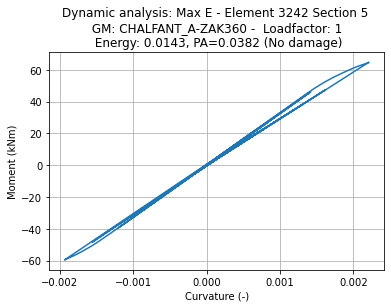 Dynamic analysis: Max E - Element 3242 Section 5
GM: CHALFANT_A-ZAK360 - Loadfactor: 1
Energy: 0.0143, PA=0.0382 (No damage)
Moment (kNm)
60
40
20
0
−20
−40
−60
−0.002 −0.001 0.000 0.001 0.002
Curvature (-)